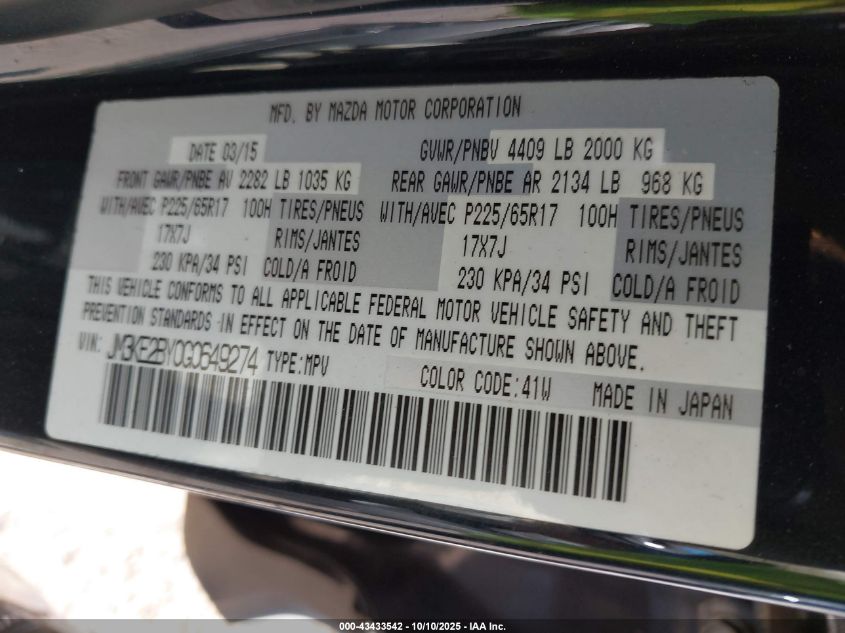 MFD. BY MAZDA MOTOR CORPORATION
DATE 03/15 GVWR/PNBV 4409 LB 2000 KG
FRONT GAWR/PNBE AV 2282 LB 1035 KG REAR GAWR/PNBE AR 2134 LB 968 KG
WITH/AVEC P225/65R17 100H TIRES/PNEUS WITH/AVEC P225/65R17 100H TIRES/PNEUS
17X7J RIMS/JANTES 17X7J RIMS/JANTES
230 KPA/34 PSI COLD/A FROID 230 KPA/34 PSI COLD/A FROID
THIS VEHICLE CONFORMS TO ALL APPLICABLE FEDERAL MOTOR VEHICLE SAFETY AND THEFT
PREVENTION STANDARDS IN EFFECT ON THE DATE OF MANUFACTURE SHOWN ABOVE.
VIN: JM3KE2BY0G0649274 TYPE:MPV
COLOR CODE:41W MADE IN JAPAN
000-43433542 - 10/10/2025 - IAA Inc.